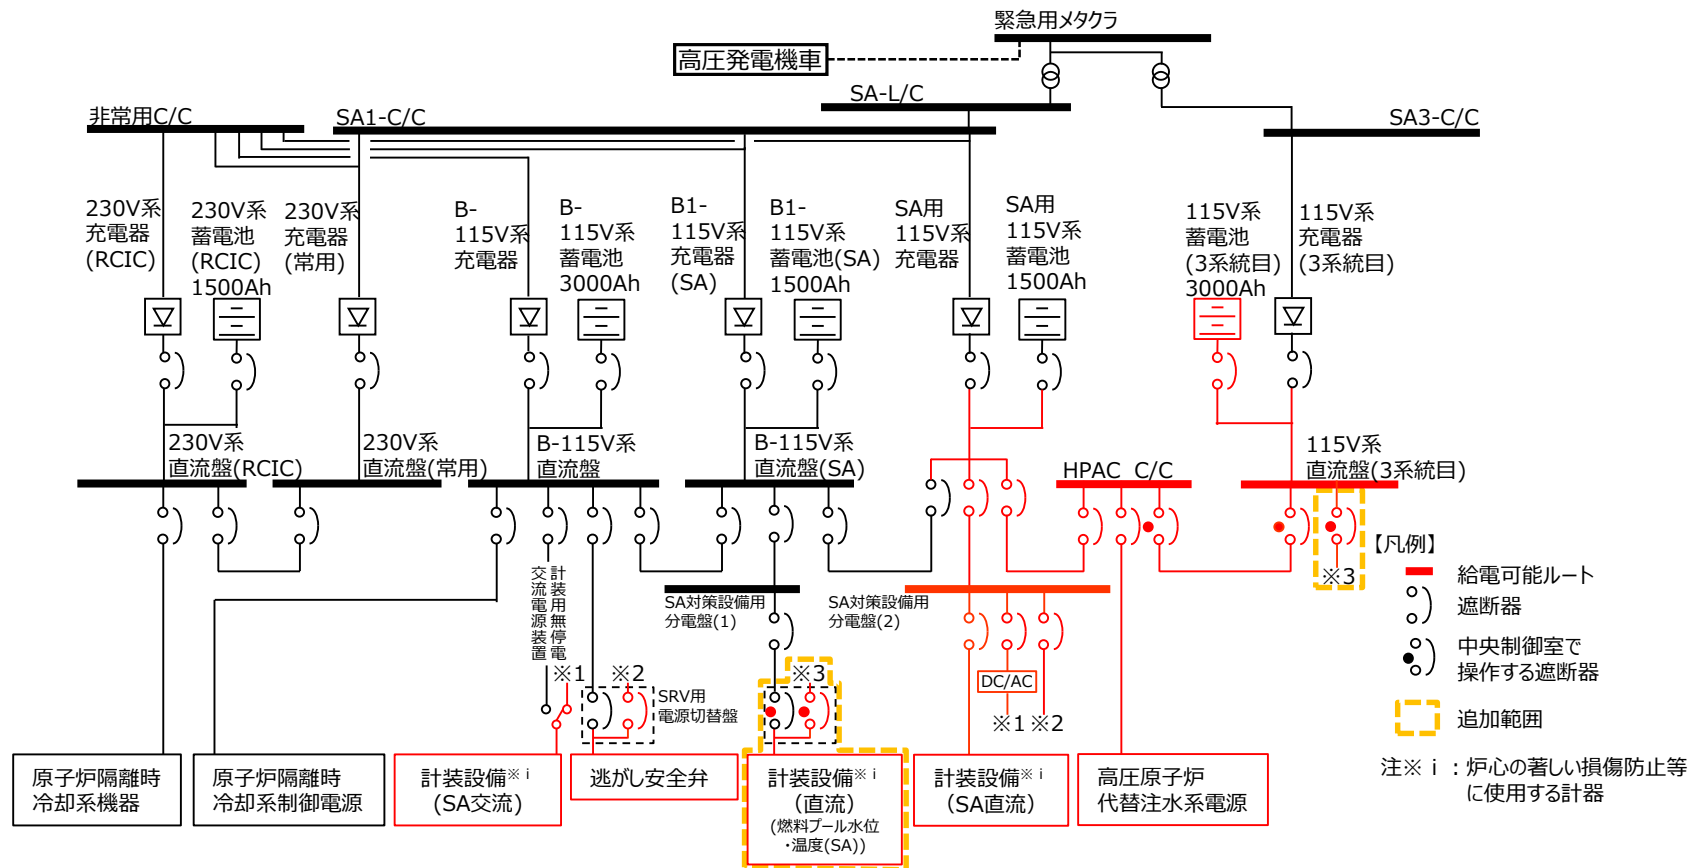 緊急用メタクラ
高圧発電機車
SA-L/C
非常用C/C
SA1-C/C
SA3-C/C
230V系
充電器
(RCIC)
230V系
蓄電池
(RCIC)
1500Ah
230V系
充電器
(常用)
B-
115V系
充電器
B-
115V系
蓄電池
3000Ah
B1-
115V系
充電器
(SA)
B1-
115V系
蓄電池(SA)
1500Ah
SA用
115V系
充電器
SA用
115V系
蓄電池
1500Ah
115V系
蓄電池
(3系統目)
3000Ah
115V系
充電器
(3系統目)
230V系
直流盤(RCIC)
230V系
直流盤(常用)
B-115V系
直流盤
B-115V系
直流盤(SA)
HPAC C/C
115V系
直流盤(3系統目)
計装用無停電
交流電源装置
SA対策設備用
分電盤(1)
SA対策設備用
分電盤(2)
※3
【凡例】
給電可能ルート
遮断器
中央制御室で
操作する遮断器
追加範囲
※1
※2
SRV用
電源切替盤
※3
DC/AC
※1
※2
原子炉隔離時
冷却系機器
原子炉隔離時
冷却系制御電源
計装設備※i
(SA交流)
逃がし安全弁
計装設備※i
(直流)
(燃料プール水位
・温度(SA))
計装設備※i
(SA直流)
高圧原子炉
代替注水系電源
注※i:炉心の著しい損傷防止等
に使用する計器